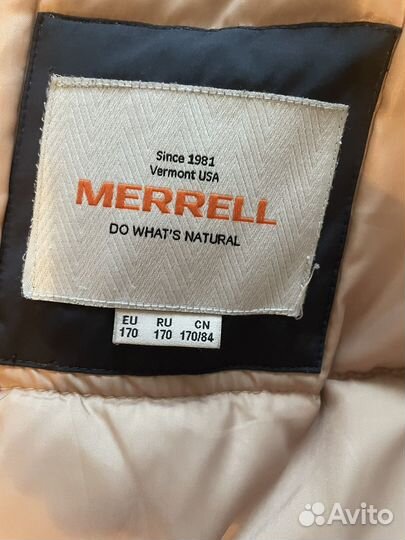 Since 1981
Vermont USA
MERRELL
DO WHAT'S NATURAL
EU RU CN
170 170 170/84
Avito